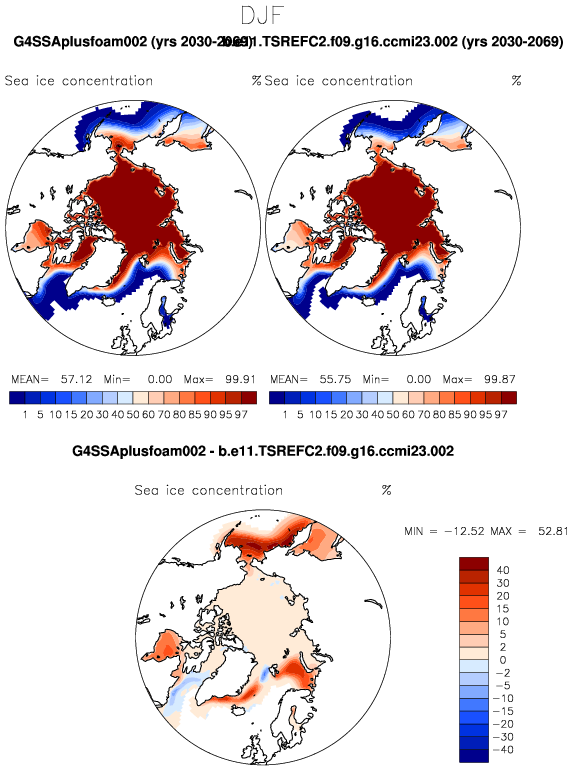 DJF
G4SSAplusfoam002 (yrs 2030-2069) b.e11.TSREFC2.f09.g16.ccmi23.002 (yrs 2030-2069)
Sea ice concentration % Sea ice concentration %
MEAN= 57.12 Min= 0.00 Max= 99.91 MEAN= 55.75 Min= 0.00 Max= 99.87
1 5 10 15 20 30 40 50 60 70 80 85 90 95 97 1 5 10 15 20 30 40 50 60 70 80 85 90 95 97
G4SSAplusfoam002 - b.e11.TSREFC2.f09.g16.ccmi23.002
Sea ice concentration %
MIN = -12.52 MAX = 52.81
40
30
20
15
10
5
2
0
-2
-5
-10
-15
-20
-30
-40